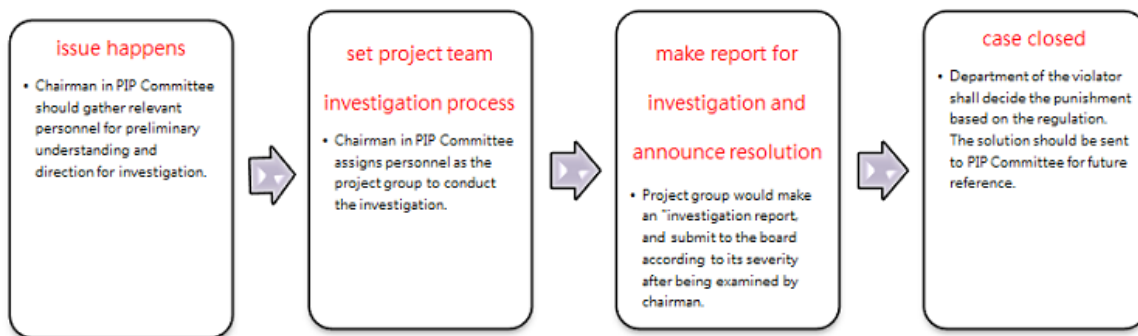 issue happens
• Chairman in PIP Committee
should gather relevant
personnel for preliminary
understanding and
direction for investigation.
set project team
investigation process
• Chairman in PIP Committee
assigns personnel as the
project group to conduct
the investigation.
make report for
investigation and
announce resolution
• Project group would make
an "investigation report,
and submit to the board
according to its severity
after being examined by
chairman.
case closed
• Department of the violator
shall decide the punishment
based on the regulation.
The solution should be sent
to PIP Committee for future
reference.